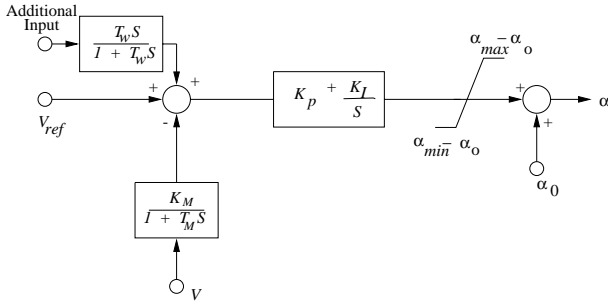 Additional
Input
T_w S
1 + T_w S
+
+
V_ref
-
K_p + K_I
S
α_max - α_o
α_min - α_o
+
+
α
α_0
K_M
1 + T_M S
V